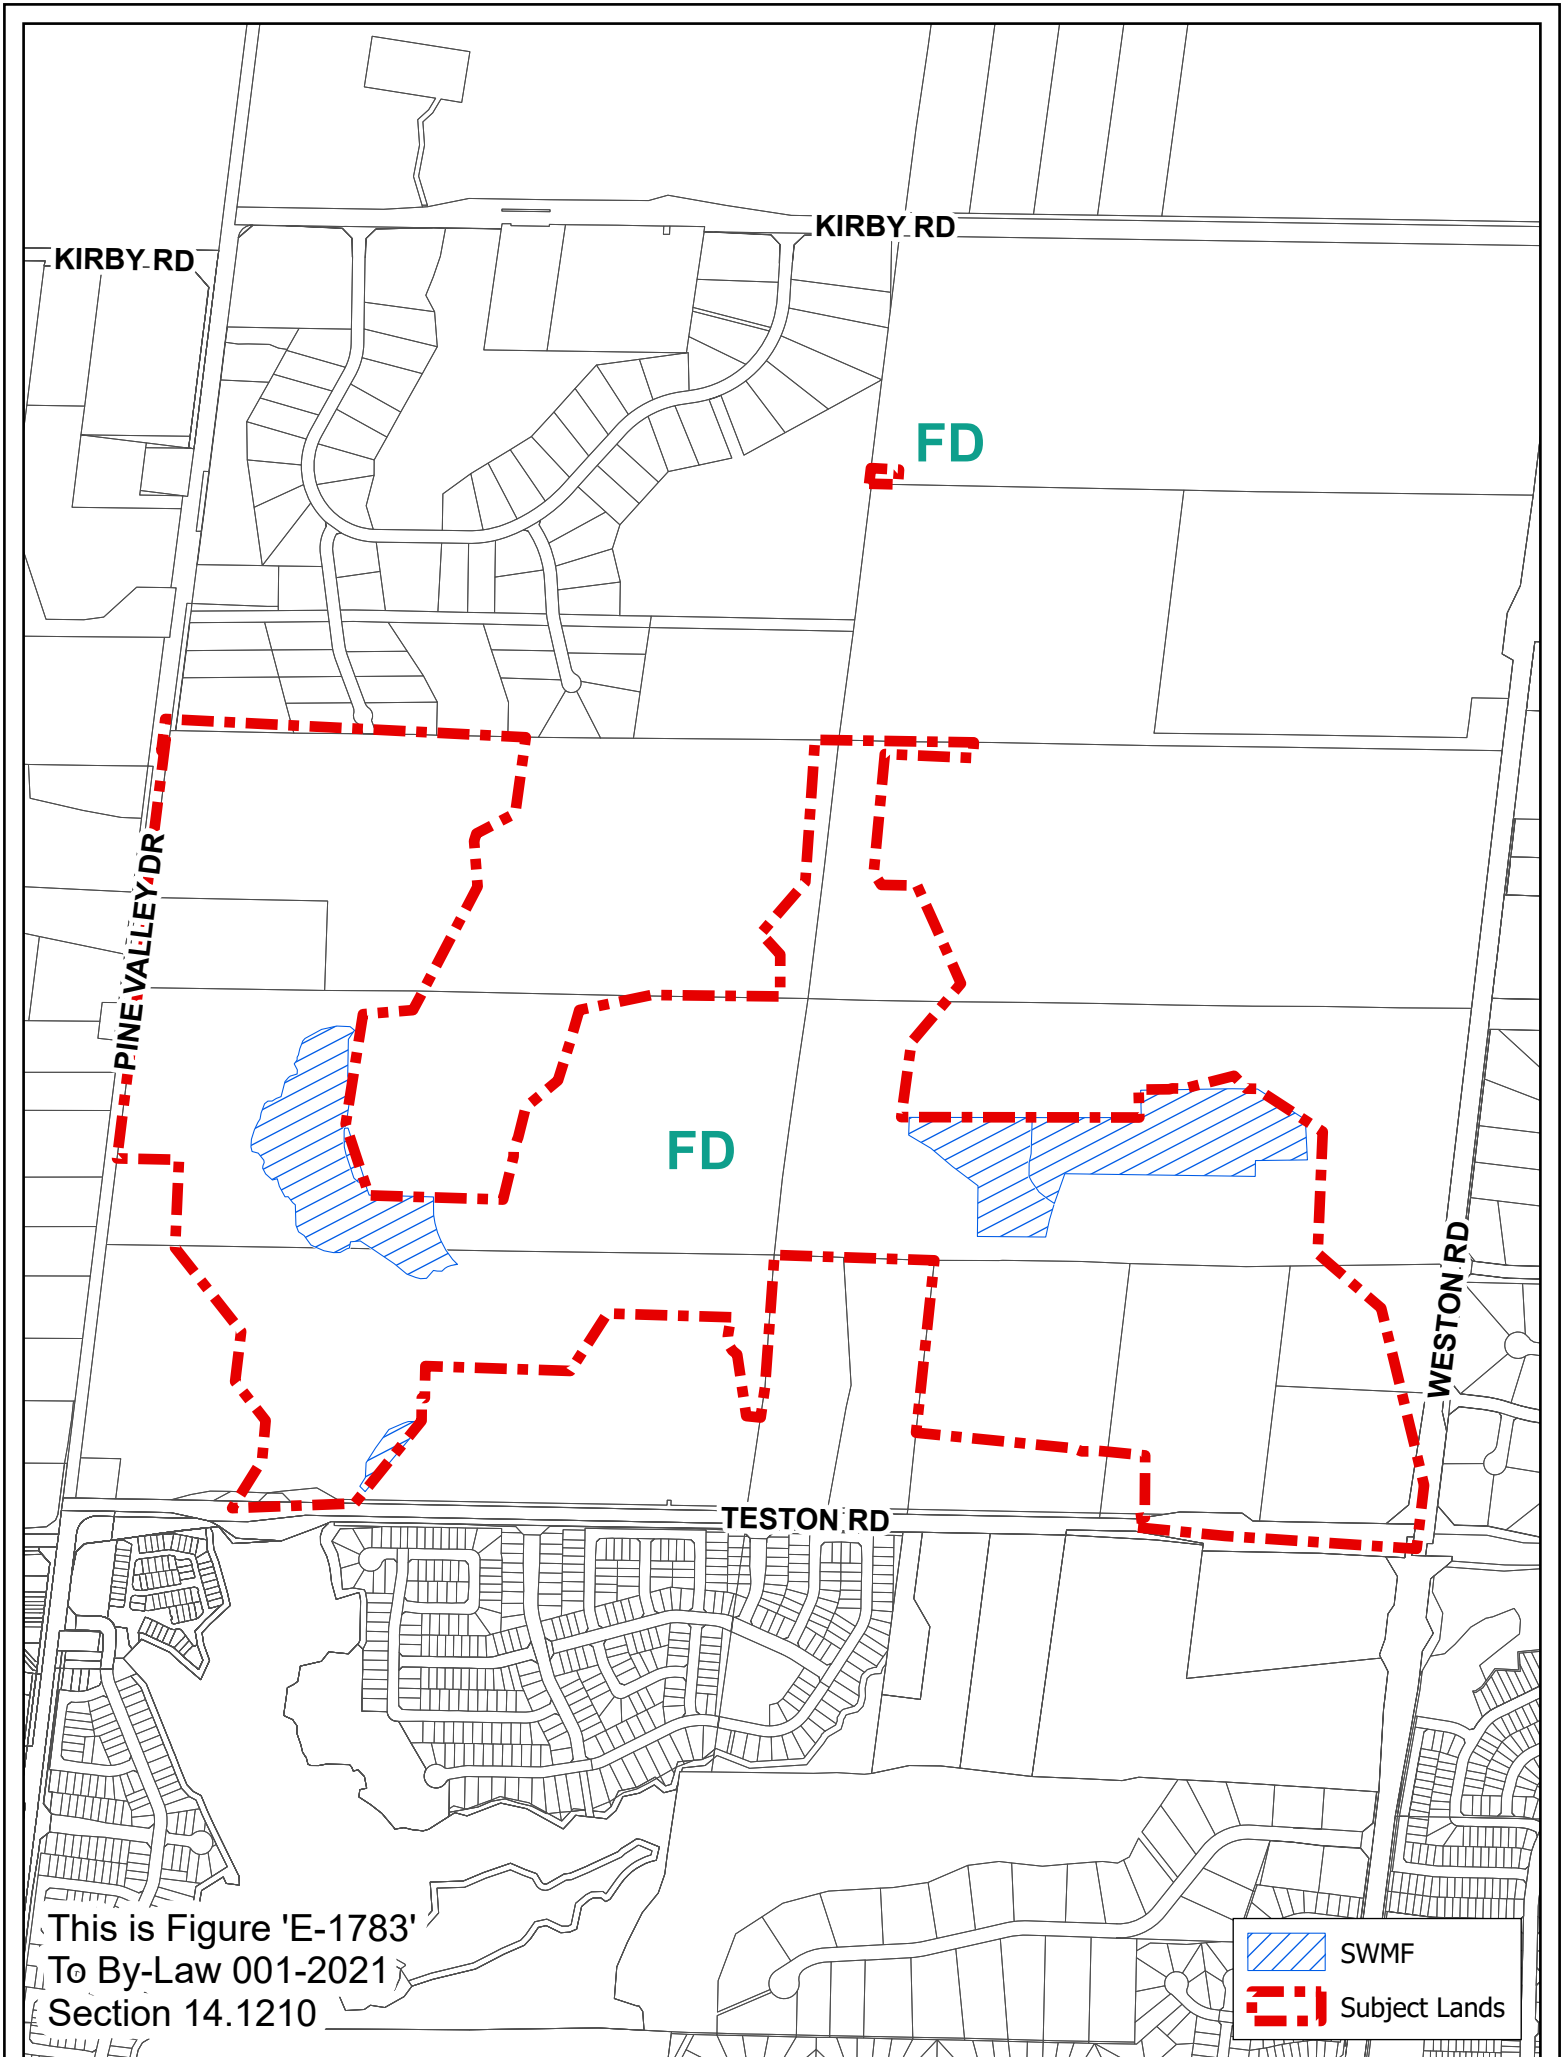 KIRBY RD
KIRBY RD
FD
PINE VALLEY DR
FD
WESTON RD
TESTON RD
This is Figure 'E-1783'
To By-Law 001-2021
Section 14.1210
SWMF
Subject Lands